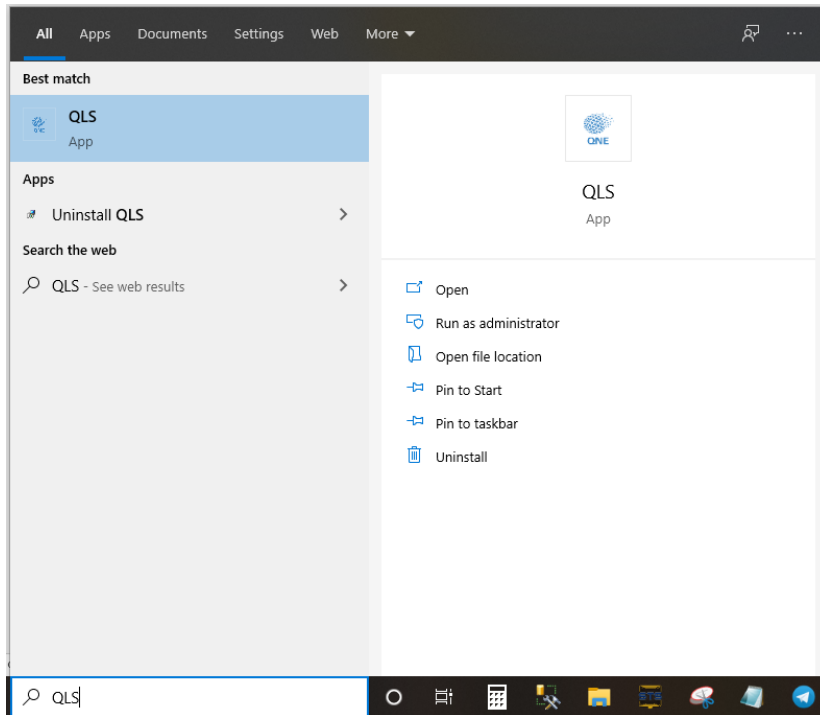 All Apps Documents Settings Web More
Best match
QLS
App
Apps
Uninstall QLS
Search the web
QLS - See web results
QNE
QLS
App
Open
Run as administrator
Open file location
Pin to Start
Pin to taskbar
Uninstall
QLS